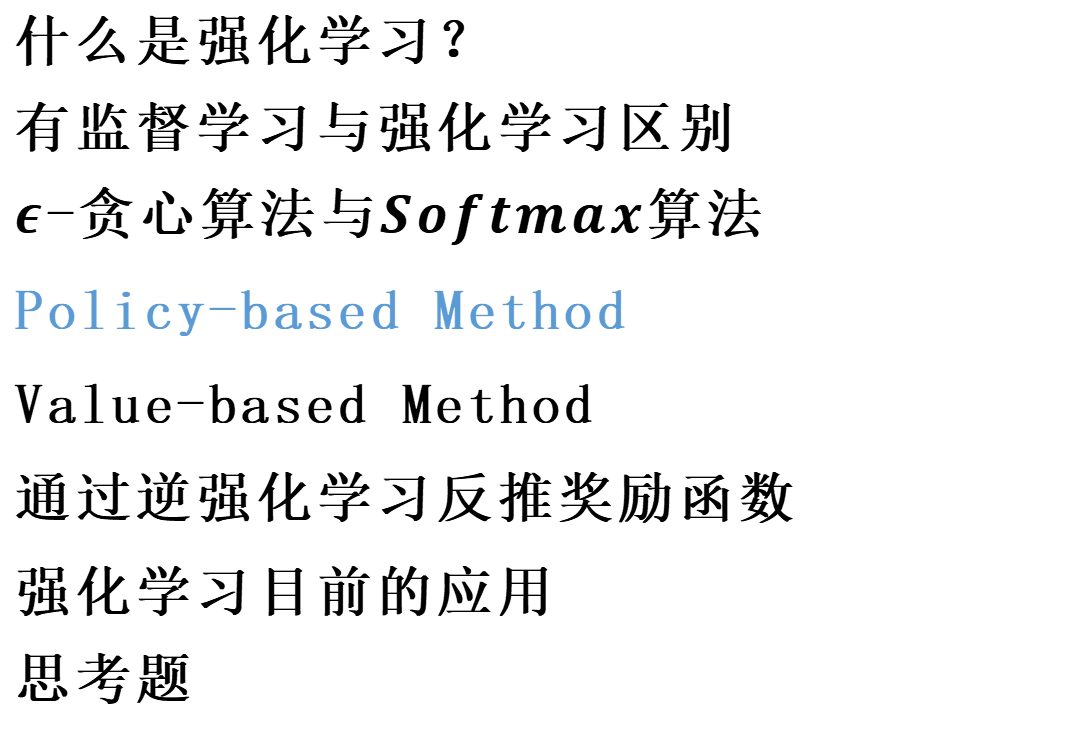 什么是强化学习？
有监督学习与强化学习区别
ϵ-贪心算法与Softmax算法
Policy-based Method
Value-based Method
通过逆强化学习反推奖励函数
强化学习目前的应用
思考题